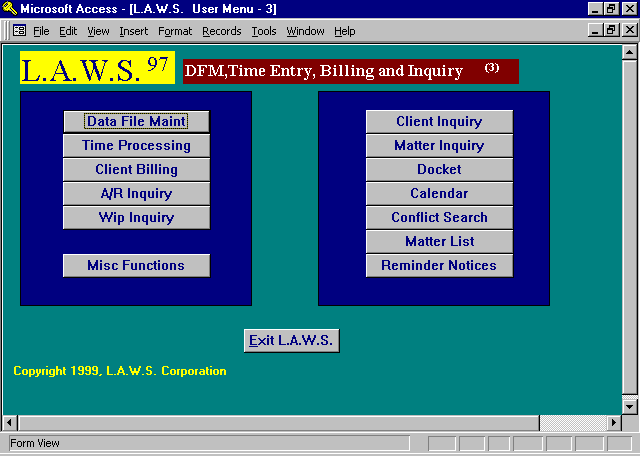 Microsoft Access - [L.A.W.S.  User Menu - 3]
File Edit View Insert Format Records Tools Window Help
L.A.W.S. 97
DFM,Time Entry, Billing and Inquiry (3)
Data File Maint
Time Processing
Client Billing
A/R Inquiry
Wip Inquiry
Misc Functions
Client Inquiry
Matter Inquiry
Docket
Calendar
Conflict Search
Matter List
Reminder Notices
Exit L.A.W.S.
Copyright 1999, L.A.W.S. Corporation
Form View